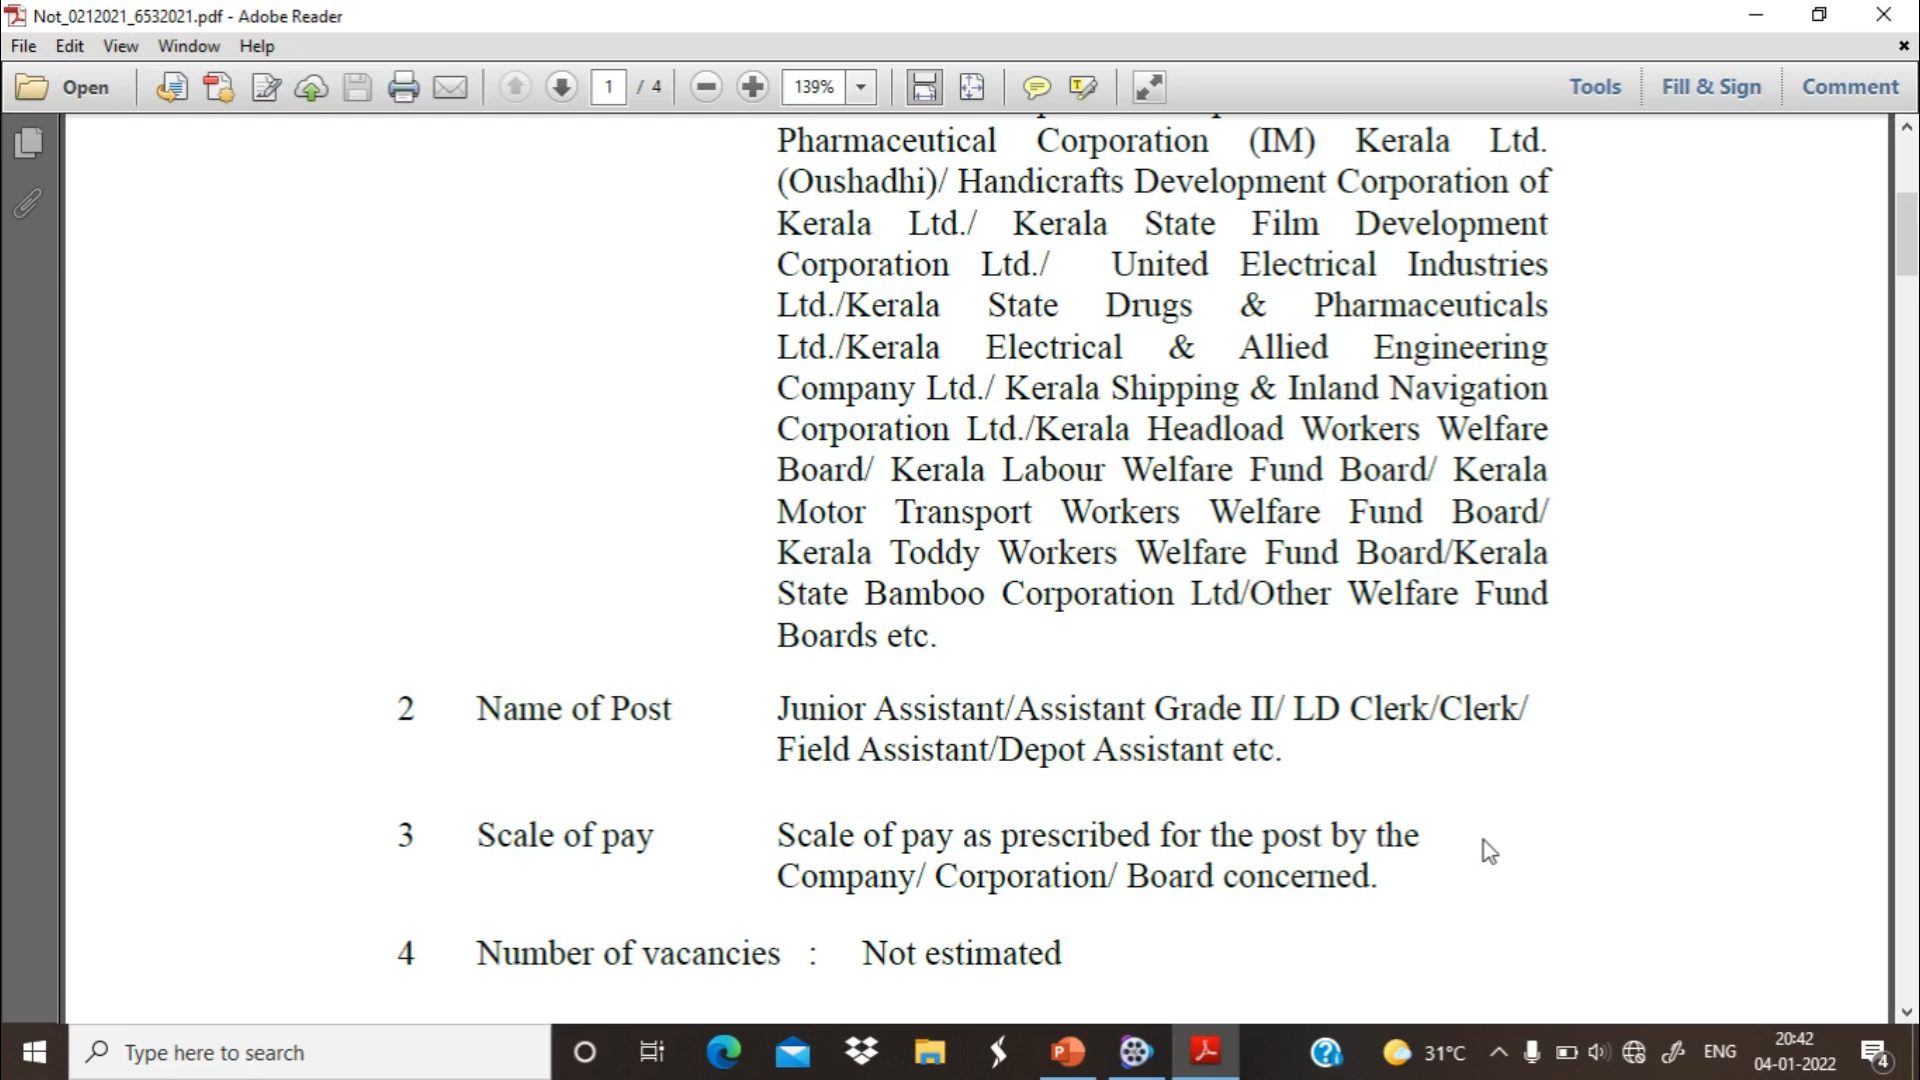 Not_0212021_6532021.pdf - Adobe Reader
File Edit View Window Help
Open 1 / 4 139% Tools Fill & Sign Comment
Pharmaceutical Corporation (IM) Kerala Ltd.
(Oushadhi)/ Handicrafts Development Corporation of
Kerala Ltd./ Kerala State Film Development
Corporation Ltd./ United Electrical Industries
Ltd./Kerala State Drugs & Pharmaceuticals
Ltd./Kerala Electrical & Allied Engineering
Company Ltd./ Kerala Shipping & Inland Navigation
Corporation Ltd./Kerala Headload Workers Welfare
Board/ Kerala Labour Welfare Fund Board/ Kerala
Motor Transport Workers Welfare Fund Board/
Kerala Toddy Workers Welfare Fund Board/Kerala
State Bamboo Corporation Ltd/Other Welfare Fund
Boards etc.
2 Name of Post Junior Assistant/Assistant Grade II/ LD Clerk/Clerk/
Field Assistant/Depot Assistant etc.
3 Scale of pay Scale of pay as prescribed for the post by the
Company/ Corporation/ Board concerned.
4 Number of vacancies : Not estimated
Type here to search 31°C ENG 20:42
04-01-2022 4